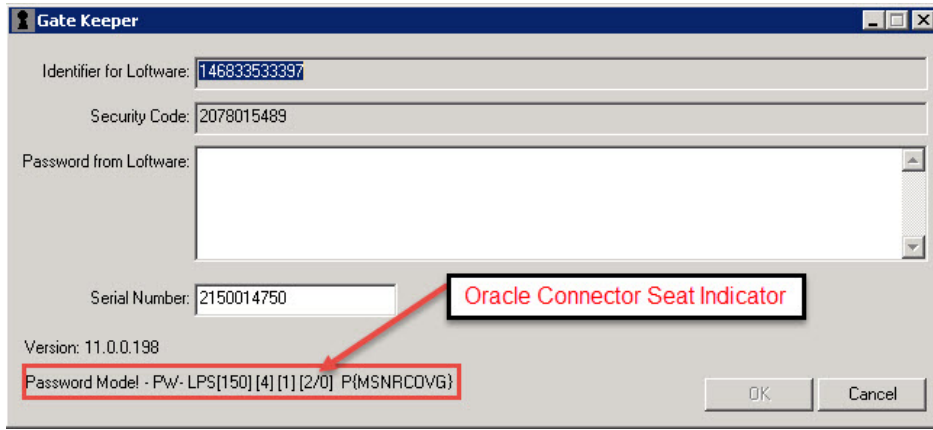 Gate Keeper
Identifier for Loftware: 146833533397
Security Code: 2078015489
Password from Loftware:
Serial Number: 2150014750
Oracle Connector Seat Indicator
Version: 11.0.0.198
Password Mode! - PW- LPS[150] [4] [1] [2/0] P{MSNRCOVG}
OK
Cancel